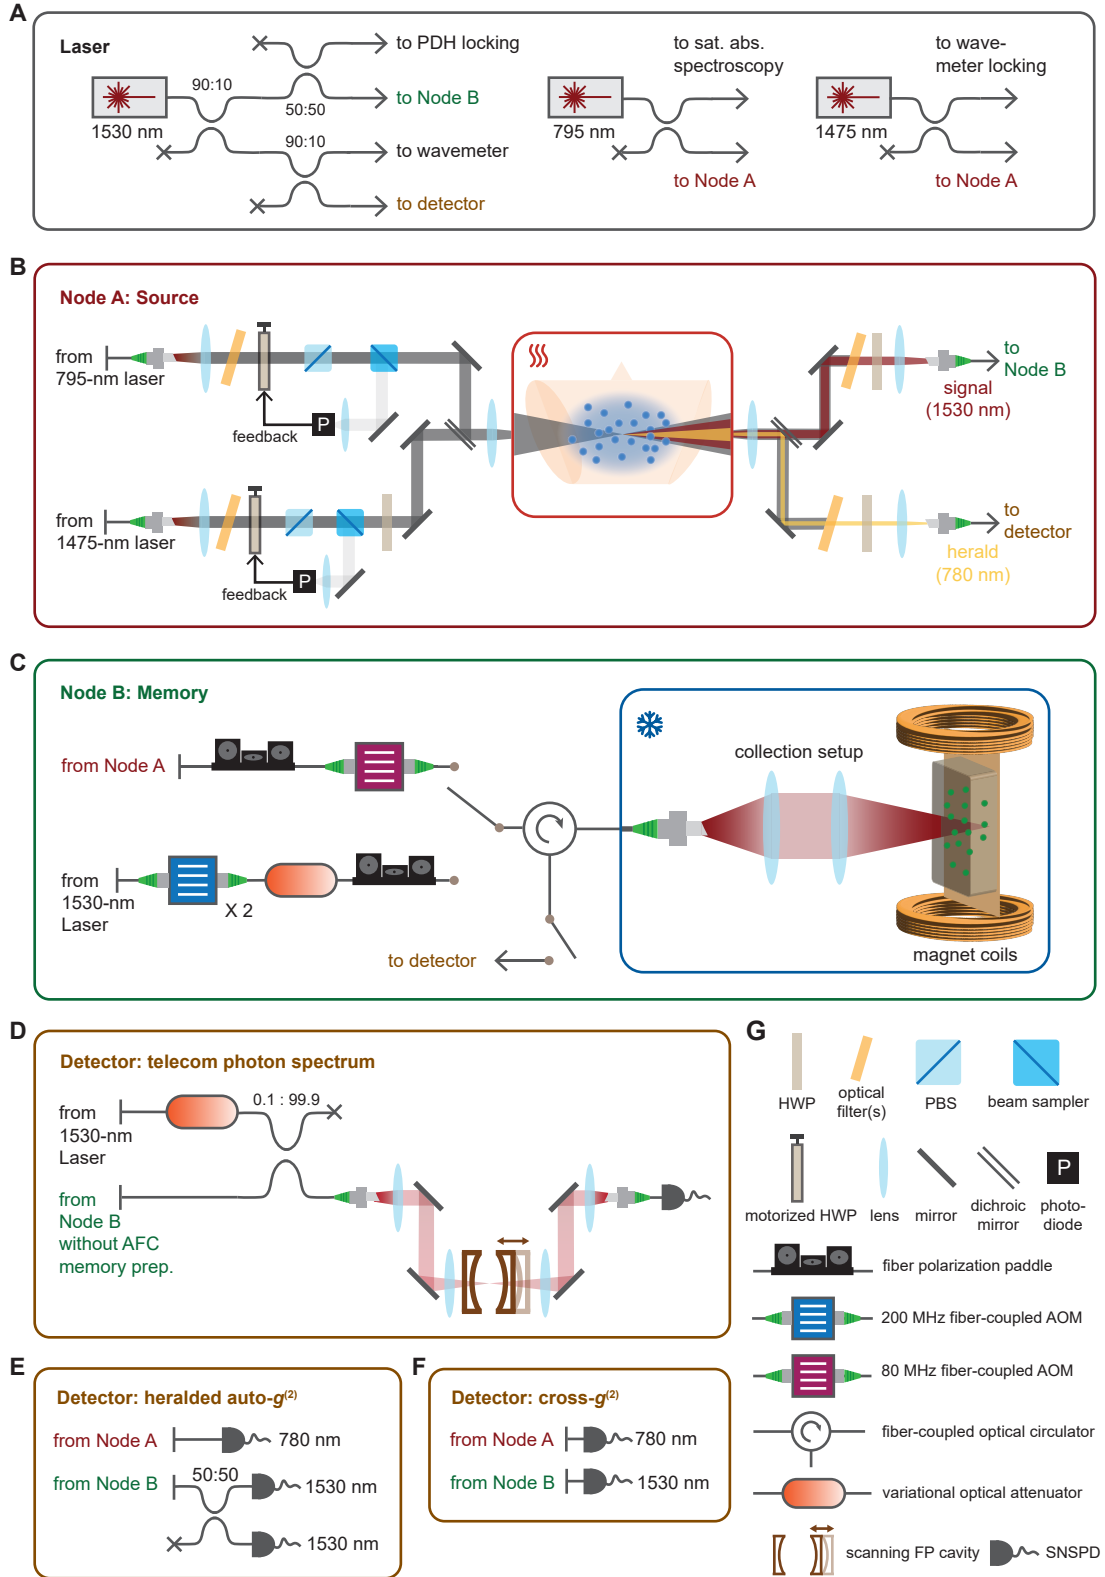 A
Laser
to PDH locking
90:10
to Node B
50:50
1530 nm
90:10
to wavemeter
to detector
to sat. abs.
spectroscopy
795 nm
to Node A
to wave-
meter locking
1475 nm
to Node A
B
Node A: Source
from
795-nm laser
feedback
P
from
1475-nm laser
feedback
P
to
Node B
signal
(1530 nm)
to
detector
herald
(780 nm)
C
Node B: Memory
from Node A
from
1530-nm
Laser
X 2
to detector
collection setup
magnet coils
D
Detector: telecom photon spectrum
from
1530-nm
Laser
0.1 : 99.9
from
Node B
without AFC
memory prep.
E
Detector: heralded auto-g(2)
from Node A
780 nm
from Node B
50:50
1530 nm
1530 nm
F
Detector: cross-g(2)
from Node A
780 nm
from Node B
1530 nm
G
HWP
optical
filter(s)
PBS
beam sampler
motorized HWP
lens
mirror
dichroic
mirror
P
photo-
diode
fiber polarization paddle
200 MHz fiber-coupled AOM
80 MHz fiber-coupled AOM
fiber-coupled optical circulator
variational optical attenuator
scanning FP cavity
SNSPD